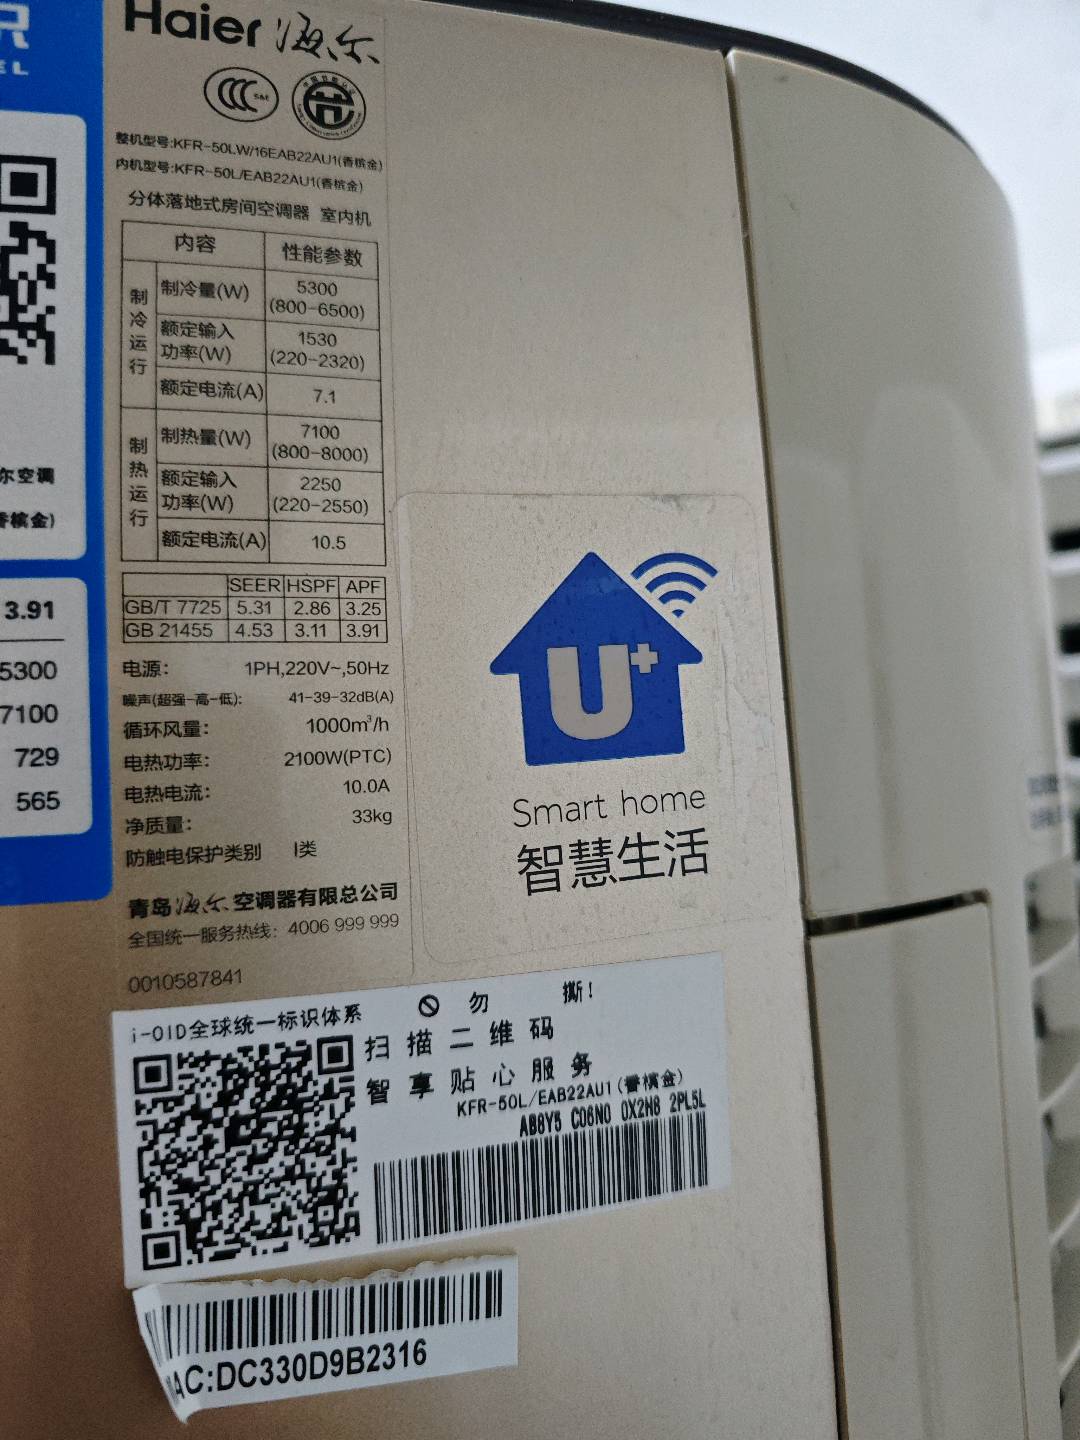 Haier 海尔
CCC S&E
整机型号:KFR-50LW/16EAB22AU1(香槟金)
内机型号:KFR-50L/EAB22AU1(香槟金)
分体落地式房间空调器 室内机
内容 性能参数
制冷运行
制冷量(W) 5300 (800-6500)
额定输入功率(W) 1530 (220-2320)
额定电流(A) 7.1
制热运行
制热量(W) 7100 (800-8000)
额定输入功率(W) 2250 (220-2550)
额定电流(A) 10.5
SEER HSPF APF
GB/T 7725 5.31 2.86 3.25
GB 21455 4.53 3.11 3.91
电源: 1PH,220V~,50Hz
噪声(超强-高-低): 41-39-32dB(A)
循环风量: 1000m³/h
电热功率: 2100W(PTC)
电热电流: 10.0A
净质量: 33kg
防触电保护类别 I类
青岛海尔空调器有限总公司
全国统一服务热线: 4006 999 999
0010587841
EL
尔空调
香槟金)
3.91
5300
7100
729
565
U+
Smart home
智慧生活
i-OID全球统一标识体系 勿 撕!
扫描二维码
智享贴心服务
KFR-50L/EAB22AU1(香槟金)
AB8Y5 C06N0 0X2H8 2PL5L
AC:DC330D9B2316